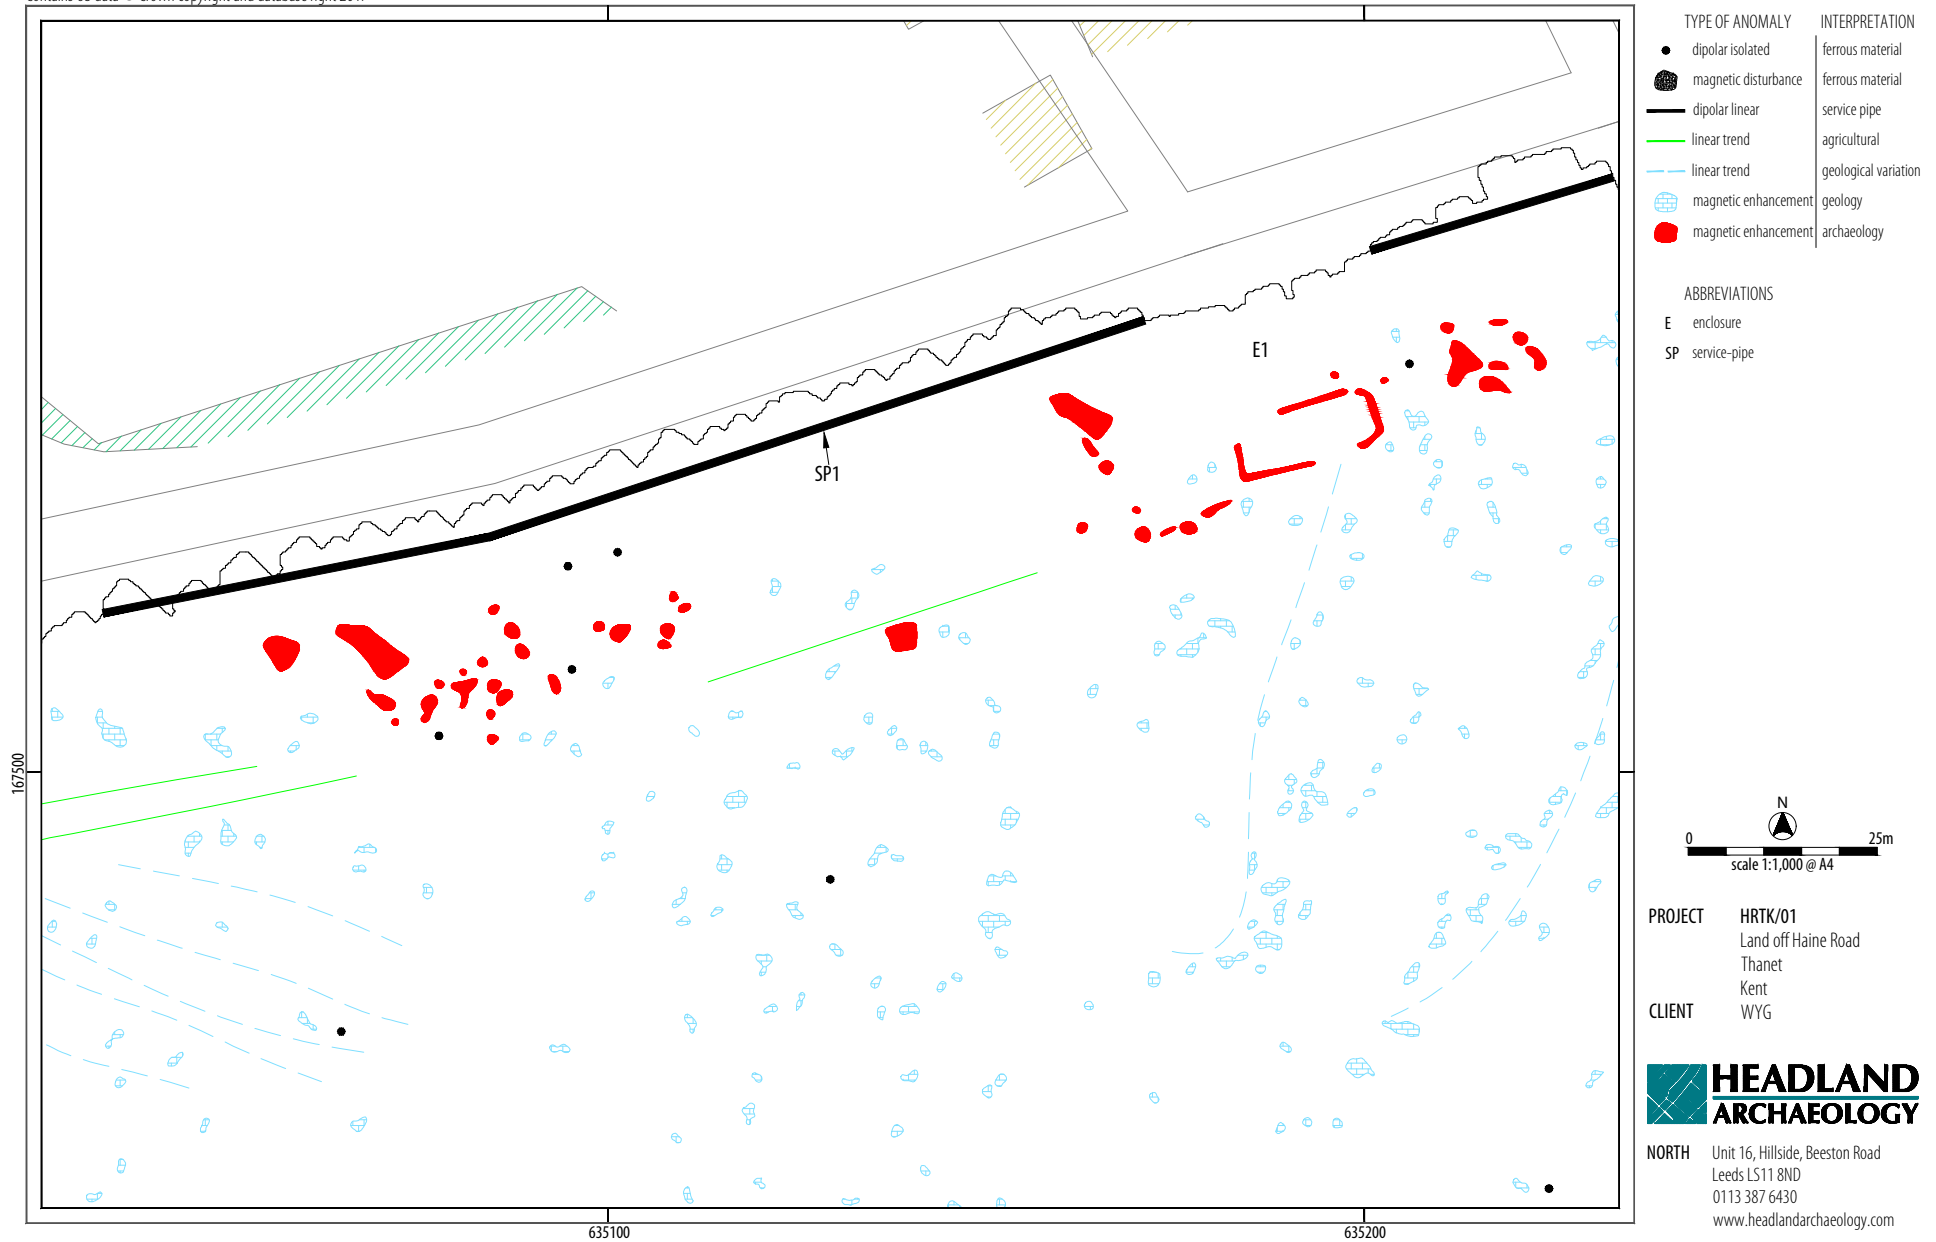 TYPE OF ANOMALY INTERPRETATION
dipolar isolated ferrous material
magnetic disturbance ferrous material
dipolar linear service pipe
linear trend agricultural
linear trend geological variation
magnetic enhancement geology
magnetic enhancement archaeology
ABBREVIATIONS
E enclosure
SP service-pipe
E1
SP1
167500
635100
635200
N
0 25m
scale 1:1,000 @ A4
PROJECT HRTK/01
Land off Haine Road
Thanet
Kent
CLIENT WYG
HEADLAND
ARCHAEOLOGY
NORTH Unit 16, Hillside, Beeston Road
Leeds LS11 8ND
0113 387 6430
www.headlandarchaeology.com